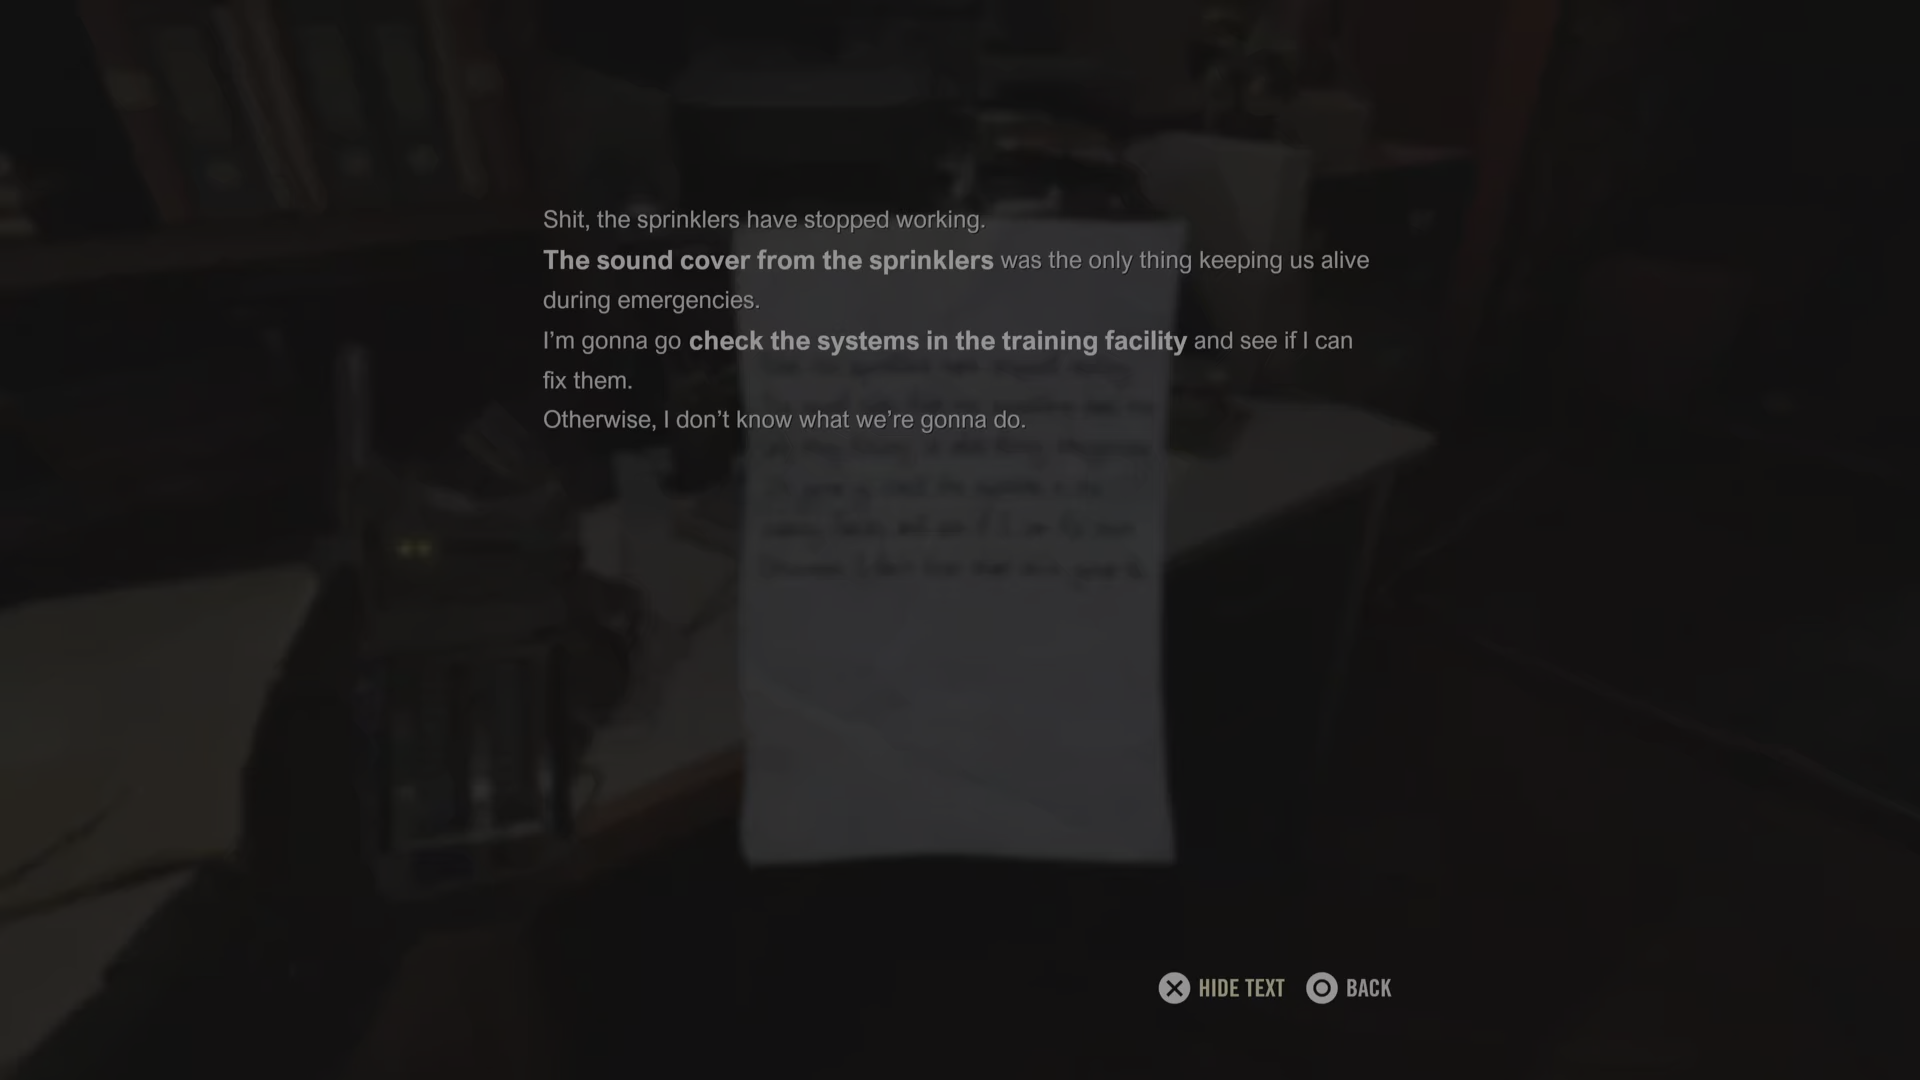 Shit, the sprinklers have stopped working.
The sound cover from the sprinklers was the only thing keeping us alive
during emergencies.
I’m gonna go check the systems in the training facility and see if I can
fix them.
Otherwise, I don’t know what we’re gonna do.
HIDE TEXT BACK